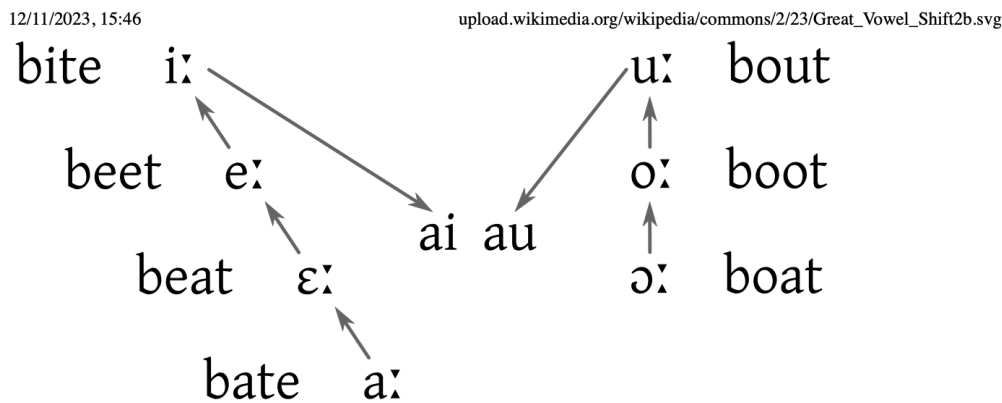 12/11/2023, 15:46 upload.wikimedia.org/wikipedia/commons/2/23/Great_Vowel_Shift2b.svg
bite iː uː bout
beet eː oː boot
ai au
beat ɛː ɔː boat
bate aː